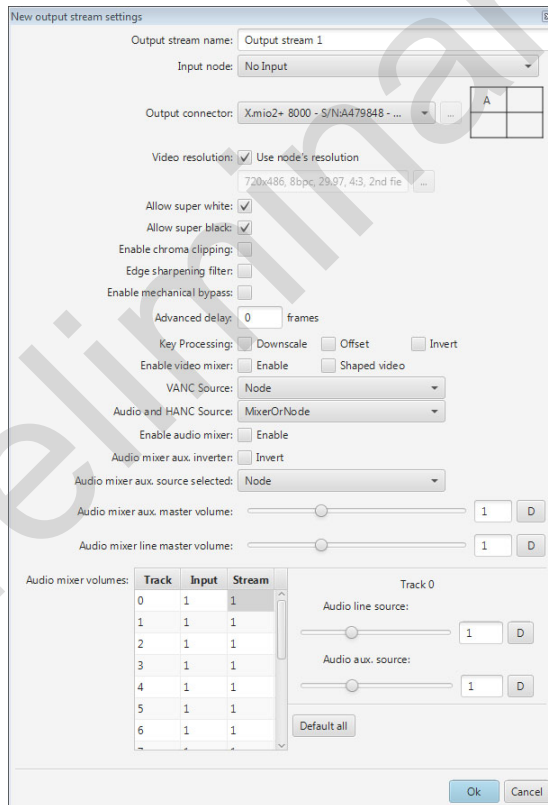 New output stream settings
Output stream name: Output stream 1
Input node: No Input
Output connector: X.mio2+ 8000 - S/N:A479848 - ... ...
A
Video resolution: Use node's resolution
720x486, 8bpc, 29.97, 4:3, 2nd fie ...
Allow super white:
Allow super black:
Enable chroma clipping:
Edge sharpening filter:
Enable mechanical bypass:
Advanced delay: 0 frames
Key Processing: Downscale Offset Invert
Enable video mixer: Enable Shaped video
VANC Source: Node
Audio and HANC Source: MixerOrNode
Enable audio mixer: Enable
Audio mixer aux. inverter: Invert
Audio mixer aux. source selected: Node
Audio mixer aux. master volume: 1 D
Audio mixer line master volume: 1 D
Audio mixer volumes: Track Input Stream
0 1 1
1 1 1
2 1 1
3 1 1
4 1 1
5 1 1
6 1 1
Track 0
Audio line source:
1 D
Audio aux. source:
1 D
Default all
Ok Cancel